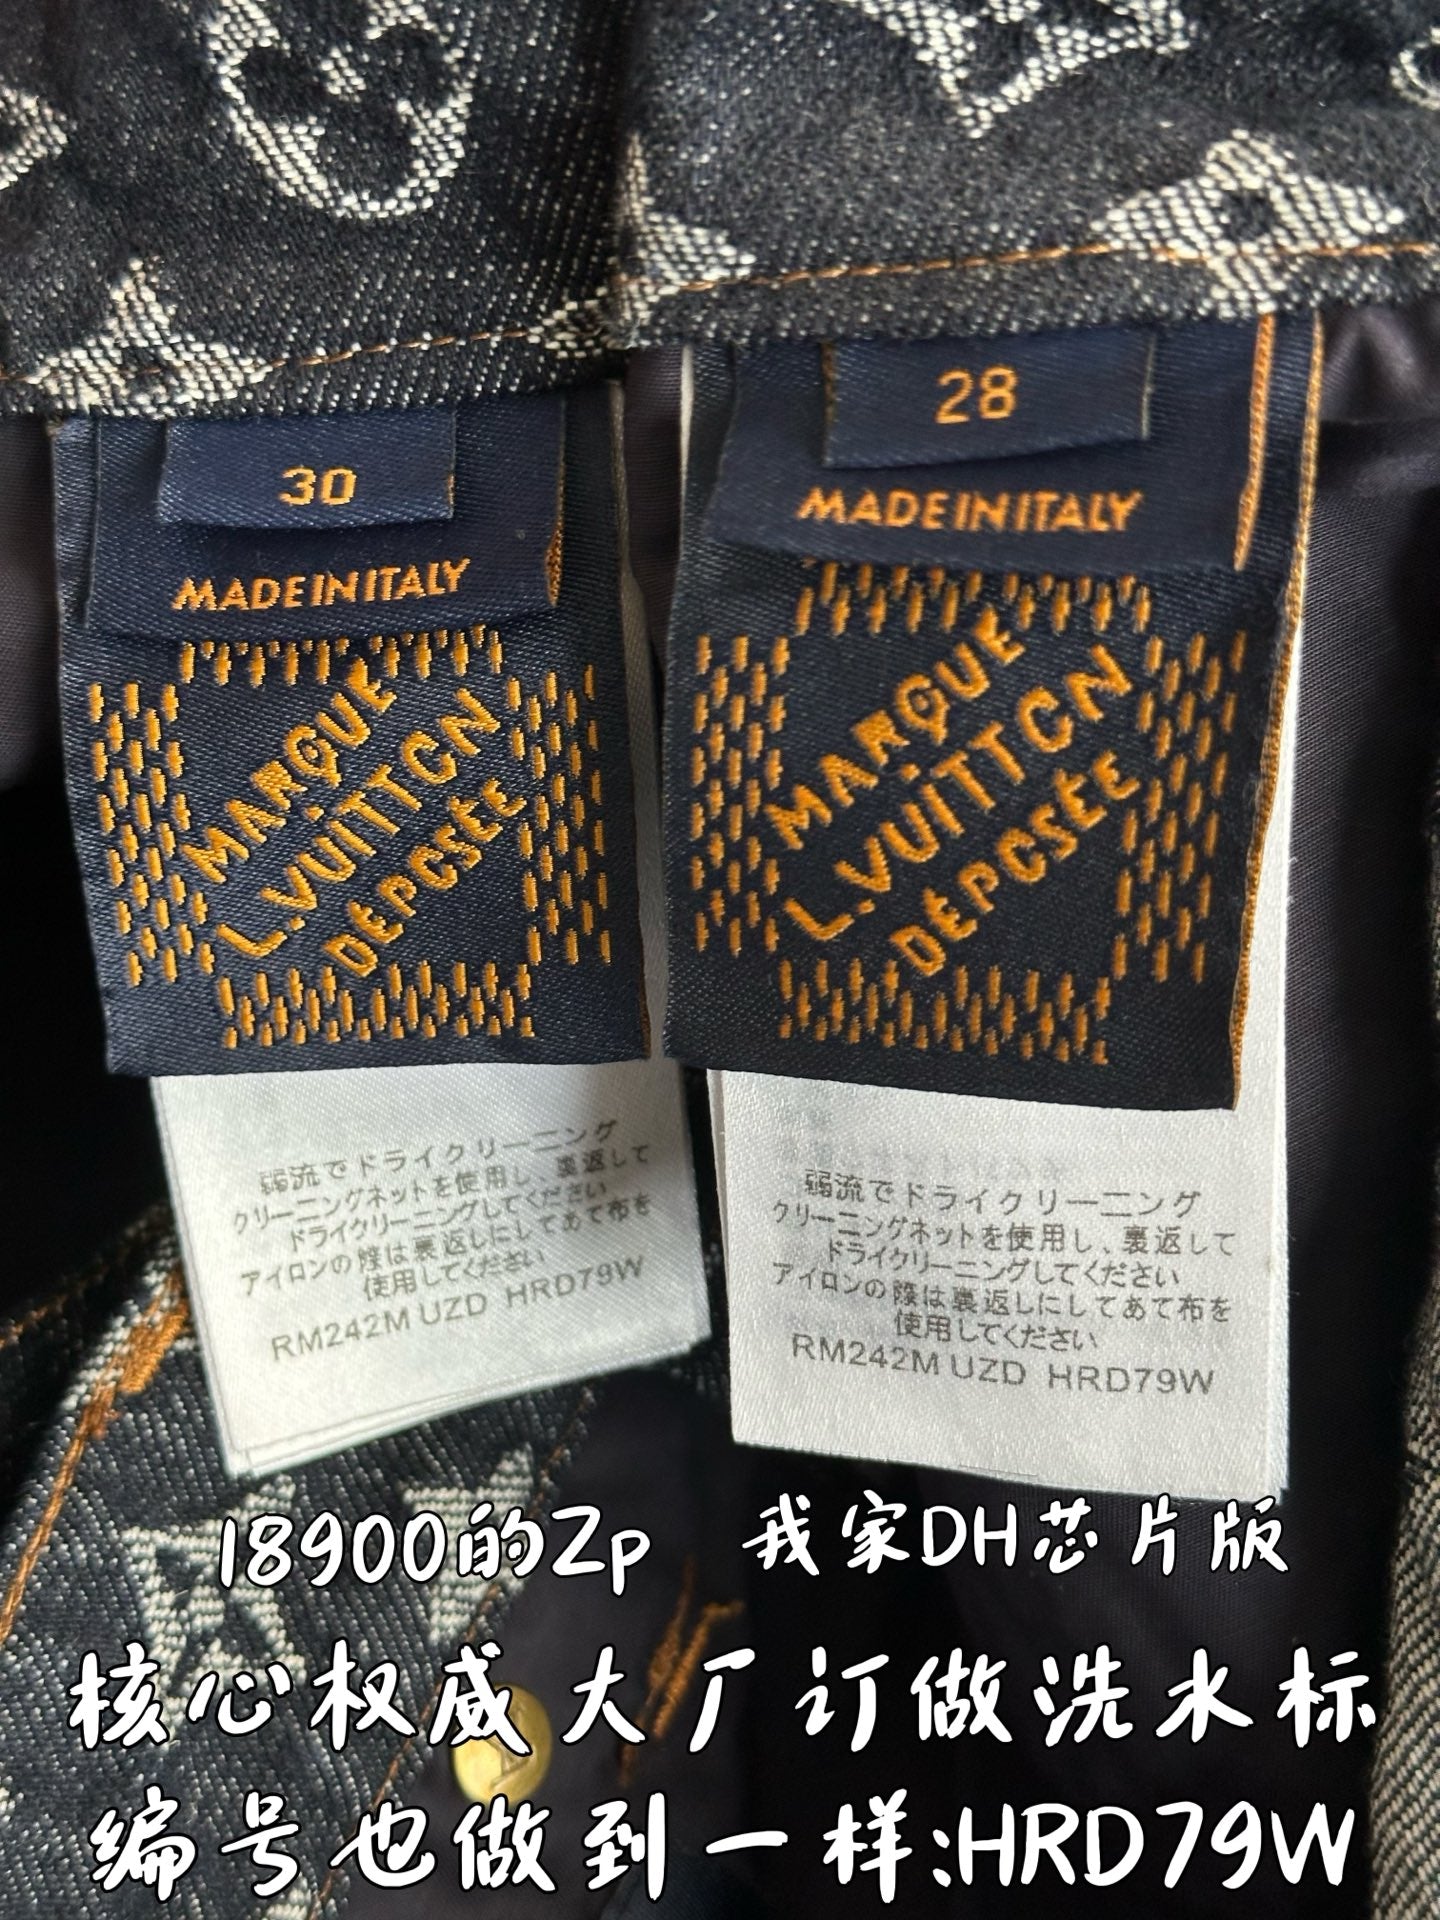 30
MADE IN ITALY
MARQUE
L.VUITTON
DÉPOSÉE
弱流でドライクリーニング
クリーニングネットを使用し、裏返して
ドライクリーニングしてください
アイロンの際は裏返しにしてあて布を
使用してください
RM242M UZD HRD79W
28
MADE IN ITALY
MARQUE
L.VUITTON
DÉPOSÉE
弱流でドライクリーニング
クリーニングネットを使用し、裏返して
ドライクリーニングしてください
アイロンの際は裏返しにしてあて布を
使用してください
RM242M UZD HRD79W
18900的Zp 我家DH芯片版
核心权威大厂订做洗水标
编号也做到一样:HRD79W